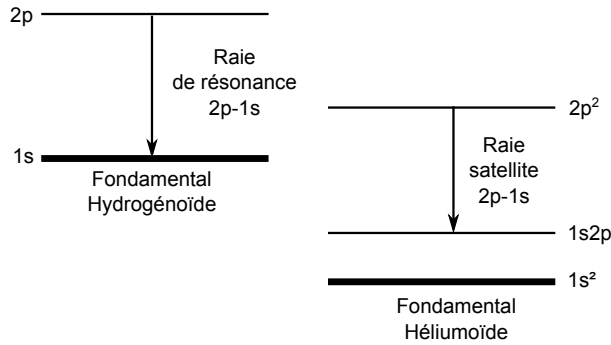 2p
Raie
de résonance
2p-1s
1s
Fondamental
Hydrogénoïde
2p²
Raie
satellite
2p-1s
1s2p
1s²
Fondamental
Héliumoïde